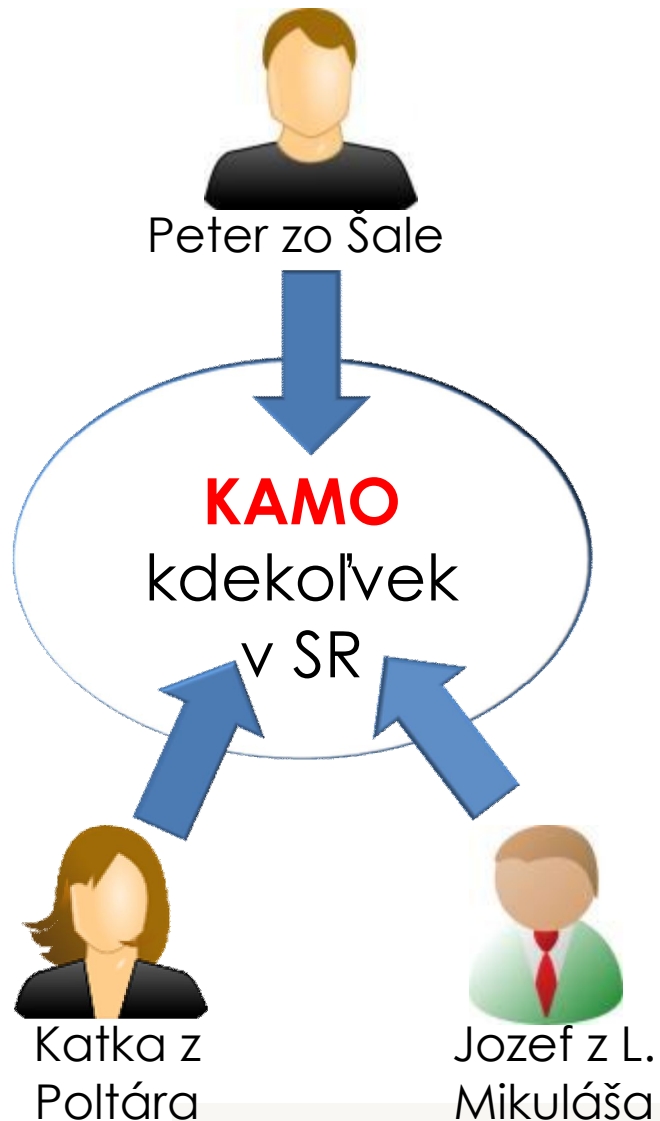 Peter zo Šale
KAMO
kdekoľvek
v SR
Katka z
Poltára
Jozef z L.
Mikuláša